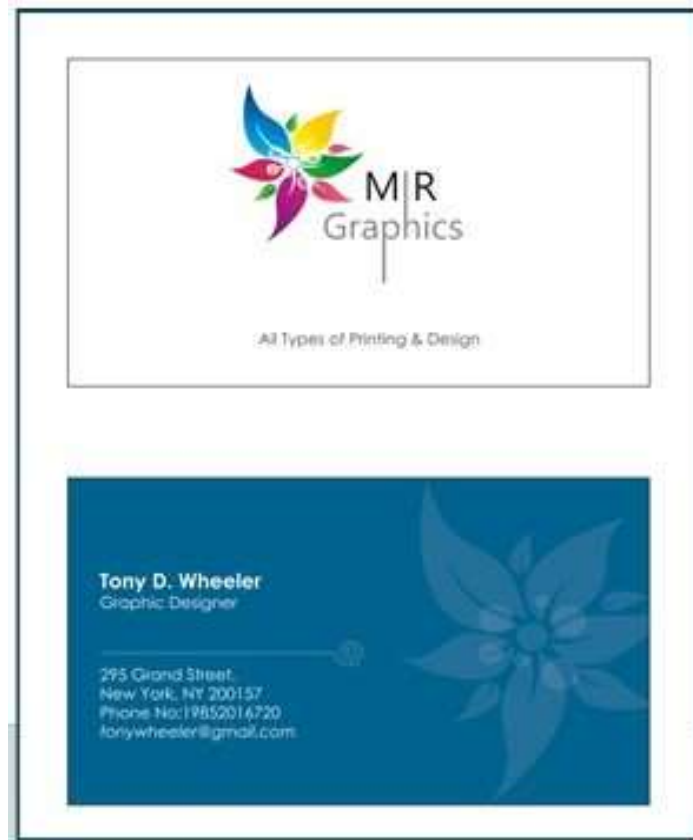 M|R
Graphics
All Types of Printing & Design
Tony D. Wheeler
Graphic Designer
295 Grand Street,
New York, NY 200157
Phone No:19852016720
tonywheeler@gmail.com